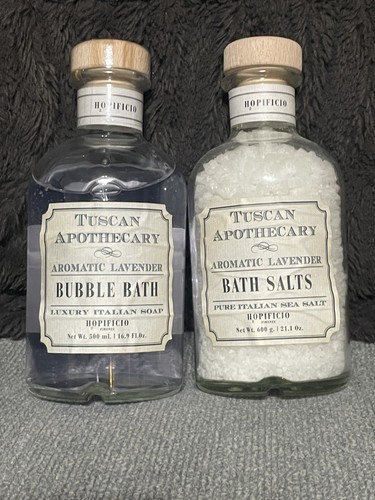 HOPIFICIO
TUSCAN
APOTHECARY
AROMATIC LAVENDER
BUBBLE BATH
LUXURY ITALIAN SOAP
HOPIFICIO
Net Wt. 500 ml. | 16.9 Fl.Oz.
HOPIFICIO
TUSCAN
APOTHECARY
AROMATIC LAVENDER
BATH SALTS
PURE ITALIAN SEA SALT
HOPIFICIO
Net Wt. 600 g. | 21.1 Oz.